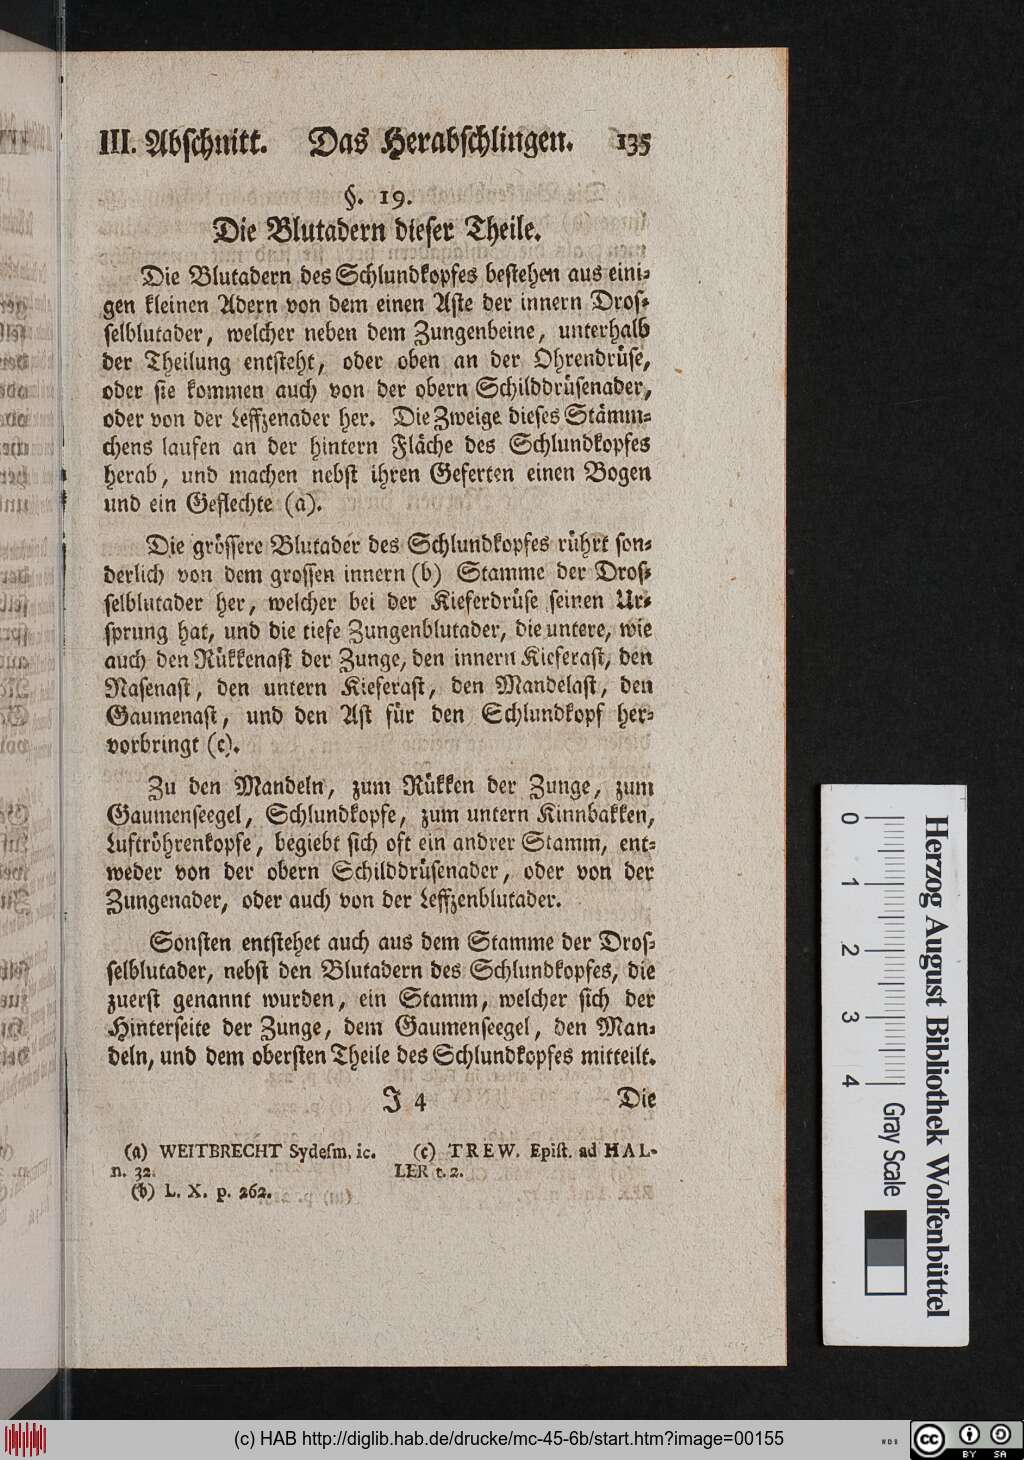 III. Abschnitt. Das Herabschlingen. 135
§. 19.
Die Blutadern dieser Theile.
Die Blutadern des Schlundkopfes bestehen aus eini-
gen kleinen Adern von dem einen Aste der innern Dros-
selblutader, welcher neben dem Zungenbeine, unterhalb
der Theilung entsteht, oder oben an der Ohrendrüse,
oder sie kommen auch von der obern Schilddrüsenader,
oder von der Leffzenader her. Die Zweige dieses Stämm-
chens laufen an der hintern Fläche des Schlundkopfes
herab, und machen nebst ihren Geferten einen Bogen
und ein Geflechte (a).
Die grössere Blutader des Schlundkopfes rührt son-
derlich von dem grossen innern (b) Stamme der Dros-
selblutader her, welcher bei der Kieferdrüse seinen Ur-
sprung hat, und die tiefe Zungenblutader, die untere, wie
auch den Rükkenast der Zunge, den innern Kieferast, den
Nasenast, den untern Kieferast, den Mandelast, den
Gaumenast, und den Ast für den Schlundkopf her-
vorbringt (c).
Zu den Mandeln, zum Rükken der Zunge, zum
Gaumenseegel, Schlundkopfe, zum untern Kinnbakken,
Luftröhrenkopfe, begiebt sich oft ein andrer Stamm, ent-
weder von der obern Schilddrüsenader, oder von der
Zungenader, oder auch von der Leffzenblutader.
Sonsten entstehet auch aus dem Stamme der Dros-
selblutader, nebst den Blutadern des Schlundkopfes, die
zuerst genannt wurden, ein Stamm, welcher sich der
Hinterseite der Zunge, dem Gaumenseegel, den Man-
deln, und dem obersten Theile des Schlundkopfes mitteilt.
J 4 Die
(a) WEITBRECHT Sydesm. ic.
n. 32.
(b) L. X. p. 262.
(c) TREW. Epist. ad HAL-
LER t. 2.
Herzog August Bibliothek Wolfenbüttel
0 1 2 3 4 Gray Scale
(c) HAB http://diglib.hab.de/drucke/mc-45-6b/start.htm?image=00155
cc BY SA